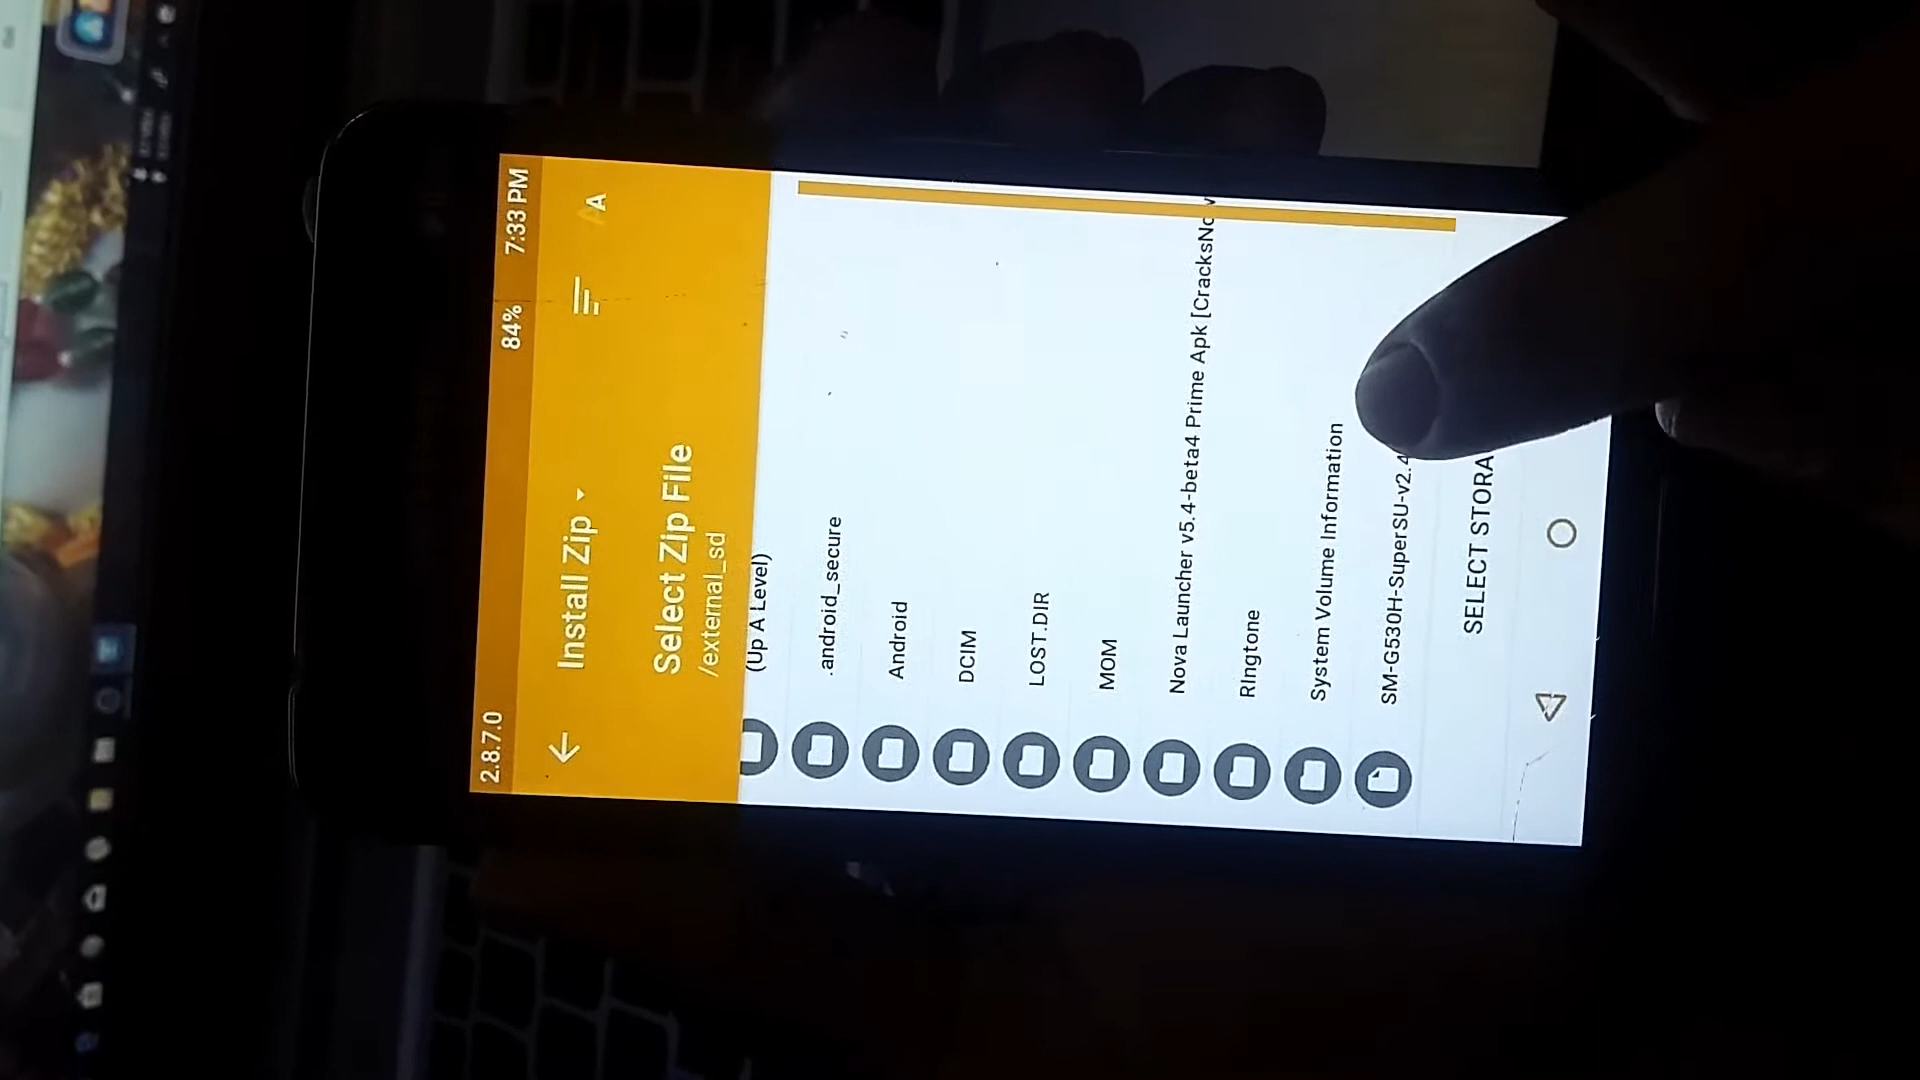 2.8.7.0 84% 7:33 PM
Install Zip
Select Zip File
/external_sd
(Up A Level)
.android_secure
Android
DCIM
LOST.DIR
MOM
Nova Launcher v5.4-beta4 Prime Apk [CracksNow
RIngtone
System Volume Information
SM-G530H-SuperSU-v2.4
SELECT STORA